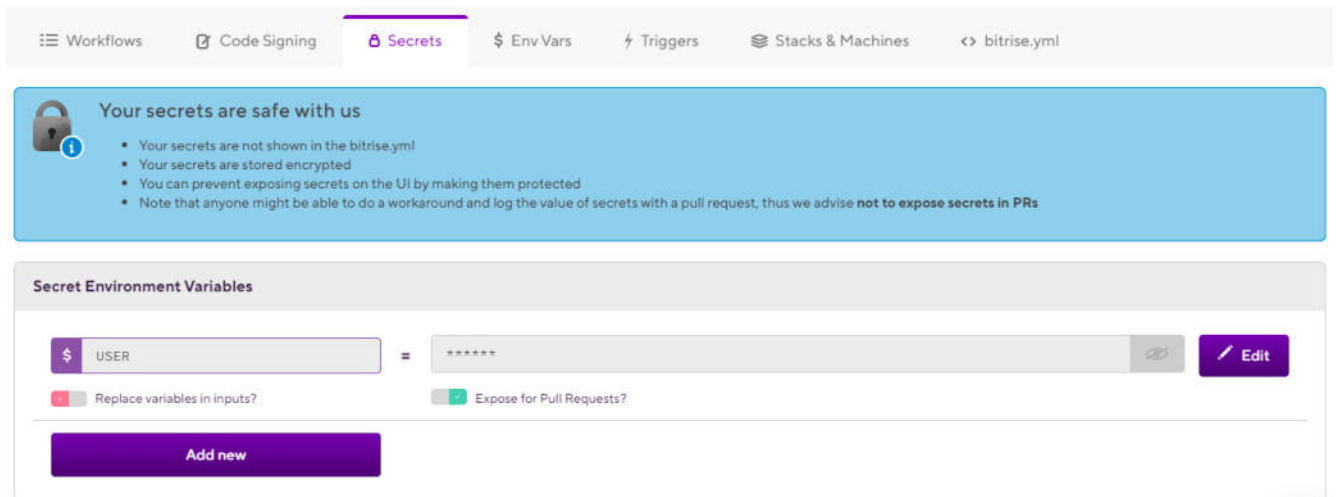 Workflows Code Signing Secrets $ Env Vars Triggers Stacks & Machines <> bitrise.yml
Your secrets are safe with us
• Your secrets are not shown in the bitrise.yml
• Your secrets are stored encrypted
• You can prevent exposing secrets on the UI by making them protected
• Note that anyone might be able to do a workaround and log the value of secrets with a pull request, thus we advise not to expose secrets in PRs
Secret Environment Variables
$ USER = ****** Edit
Replace variables in inputs? Expose for Pull Requests?
Add new